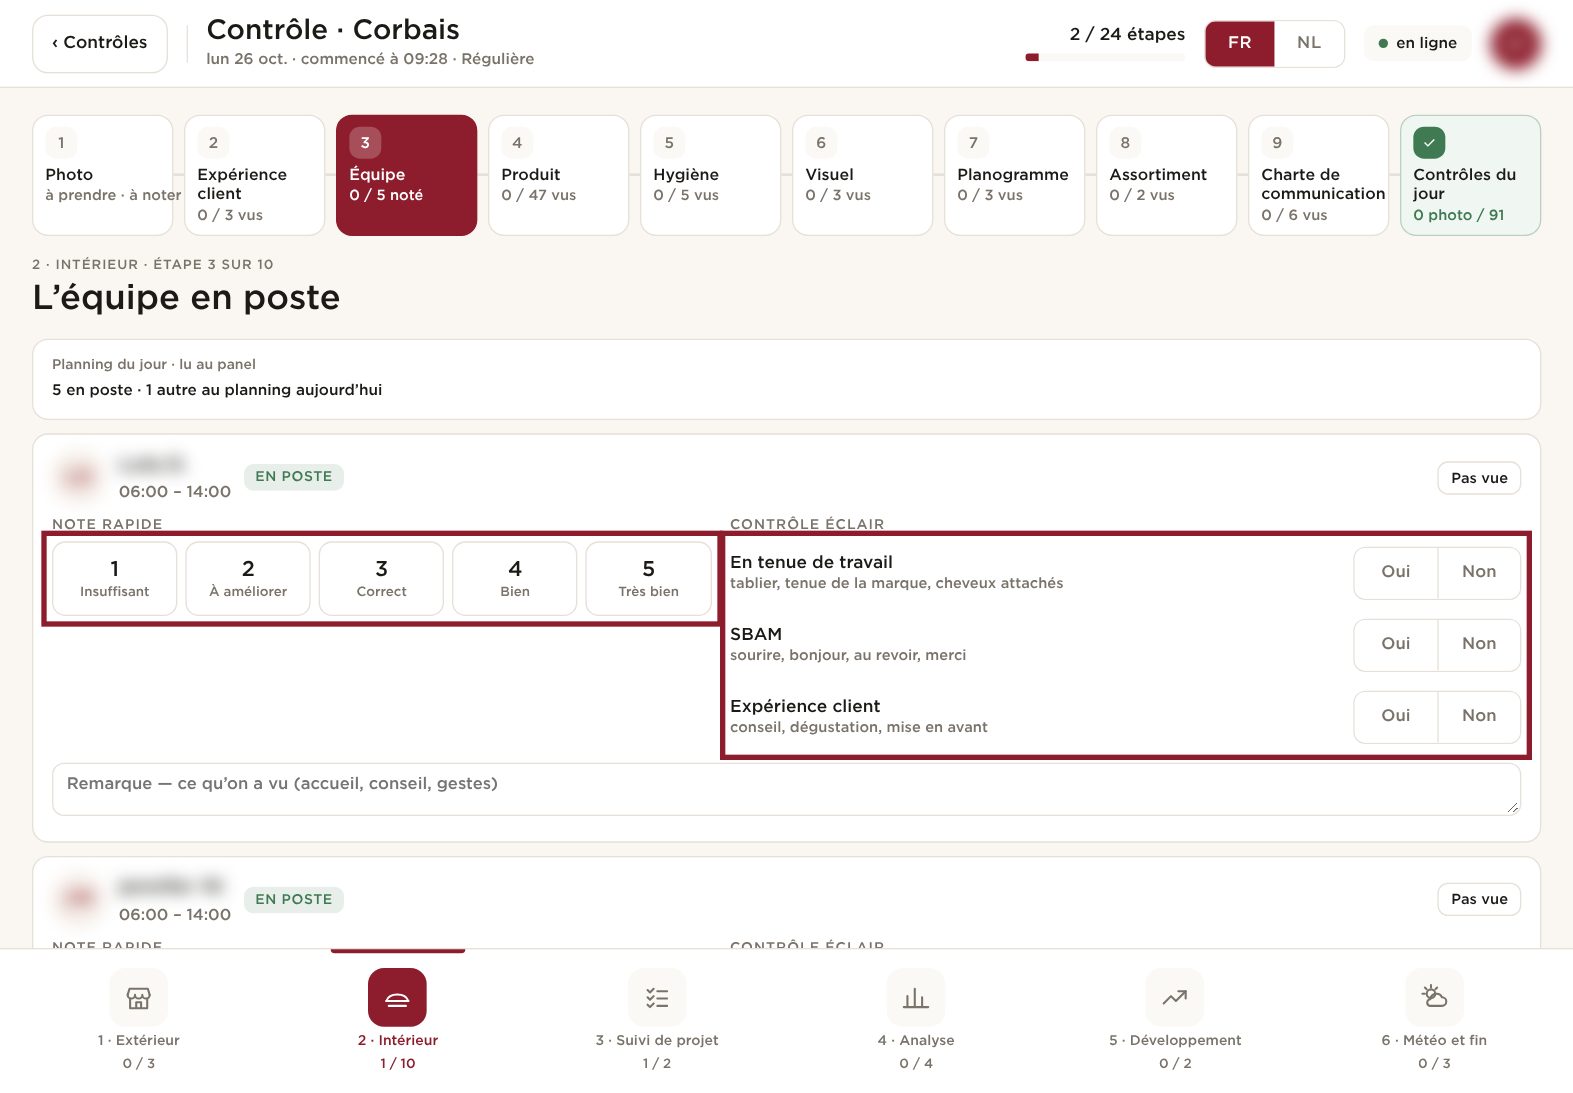 ‹ Contrôles
Contrôle · Corbais
lun 26 oct. · commencé à 09:28 · Régulière
2 / 24 étapes
FR
NL
en ligne
1
Photo
à prendre · à noter
2
Expérience
client
0 / 3 vus
3
Équipe
0 / 5 noté
4
Produit
0 / 47 vus
5
Hygiène
0 / 5 vus
6
Visuel
0 / 3 vus
7
Planogramme
0 / 3 vus
8
Assortiment
0 / 2 vus
9
Charte de
communication
0 / 6 vus
Contrôles du
jour
0 photo / 91
2 · INTÉRIEUR · ÉTAPE 3 SUR 10
L’équipe en poste
Planning du jour · lu au panel
5 en poste · 1 autre au planning aujourd’hui
06:00 – 14:00
EN POSTE
Pas vue
NOTE RAPIDE
1
Insuffisant
2
À améliorer
3
Correct
4
Bien
5
Très bien
CONTRÔLE ÉCLAIR
En tenue de travail
tablier, tenue de la marque, cheveux attachés
Oui
Non
SBAM
sourire, bonjour, au revoir, merci
Oui
Non
Expérience client
conseil, dégustation, mise en avant
Oui
Non
Remarque — ce qu’on a vu (accueil, conseil, gestes)
06:00 – 14:00
EN POSTE
Pas vue
NOTE RAPIDE
CONTRÔLE ÉCLAIR
1 · Extérieur
0 / 3
2 · Intérieur
1 / 10
3 · Suivi de projet
1 / 2
4 · Analyse
0 / 4
5 · Développement
0 / 2
6 · Météo et fin
0 / 3